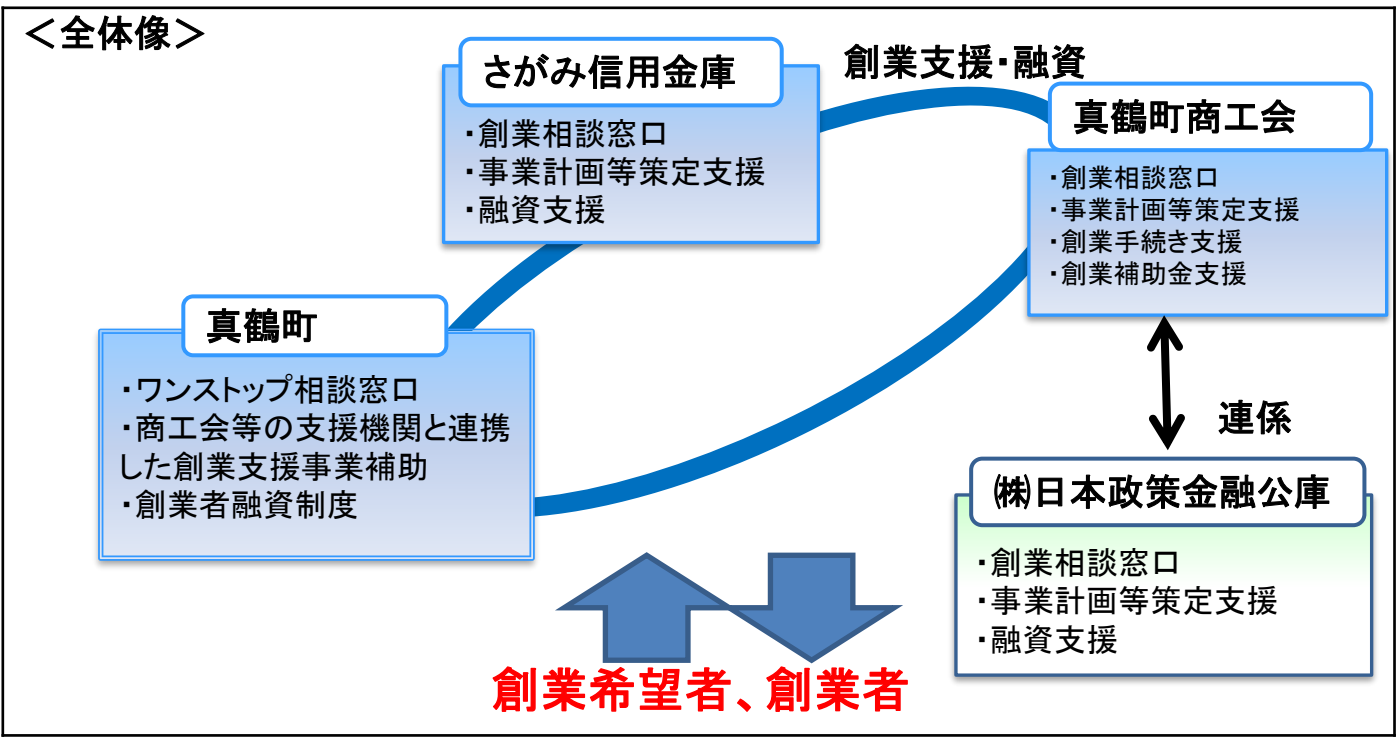 ＜全体像＞
さがみ信用金庫
・創業相談窓口
・事業計画等策定支援
・融資支援
創業支援・融資
真鶴町商工会
・創業相談窓口
・事業計画等策定支援
・創業手続き支援
・創業補助金支援
真鶴町
・ワンストップ相談窓口
・商工会等の支援機関と連携
した創業支援事業補助
・創業者融資制度
連係
㈱日本政策金融公庫
・創業相談窓口
・事業計画等策定支援
・融資支援
創業希望者、創業者